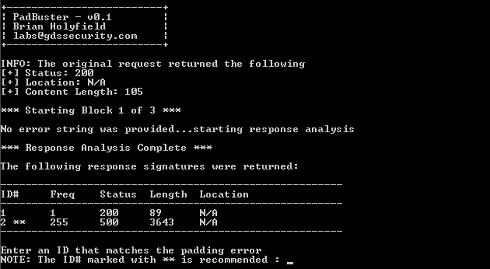 +---------------------------+
| PadBuster - v0.1          |
| Brian Holyfield           |
| labs@gdssecurity.com      |
+---------------------------+
INFO: The original request returned the following
[+] Status: 200
[+] Location: N/A
[+] Content Length: 105
*** Starting Block 1 of 3 ***
No error string was provided...starting response analysis
*** Response Analysis Complete ***
The following response signatures were returned:
-------------------------------------------------------
ID#     Freq    Status  Length  Location
-------------------------------------------------------
1       1       200     89      N/A
2 **    255     500     3643    N/A
-------------------------------------------------------
Enter an ID that matches the padding error
NOTE: The ID# marked with ** is recommended : _